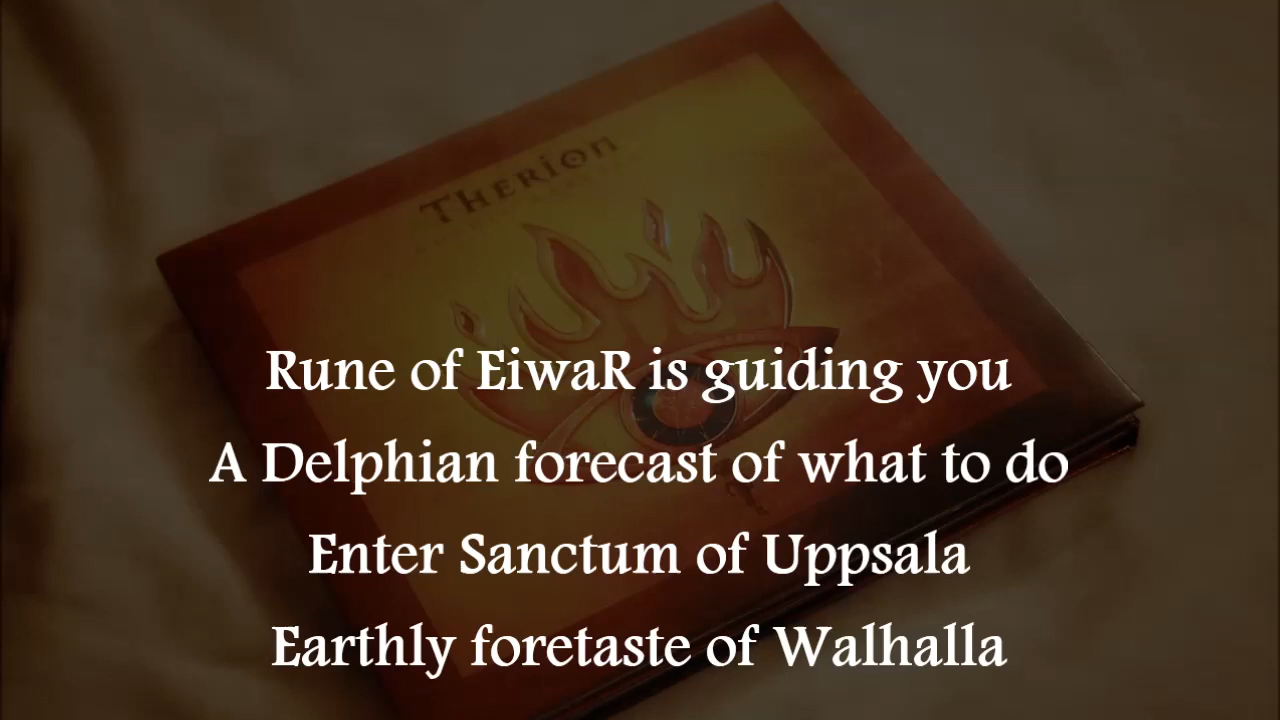 Therion
Rune of EiwaR is guiding you
A Delphian forecast of what to do
Enter Sanctum of Uppsala
Earthly foretaste of Walhalla